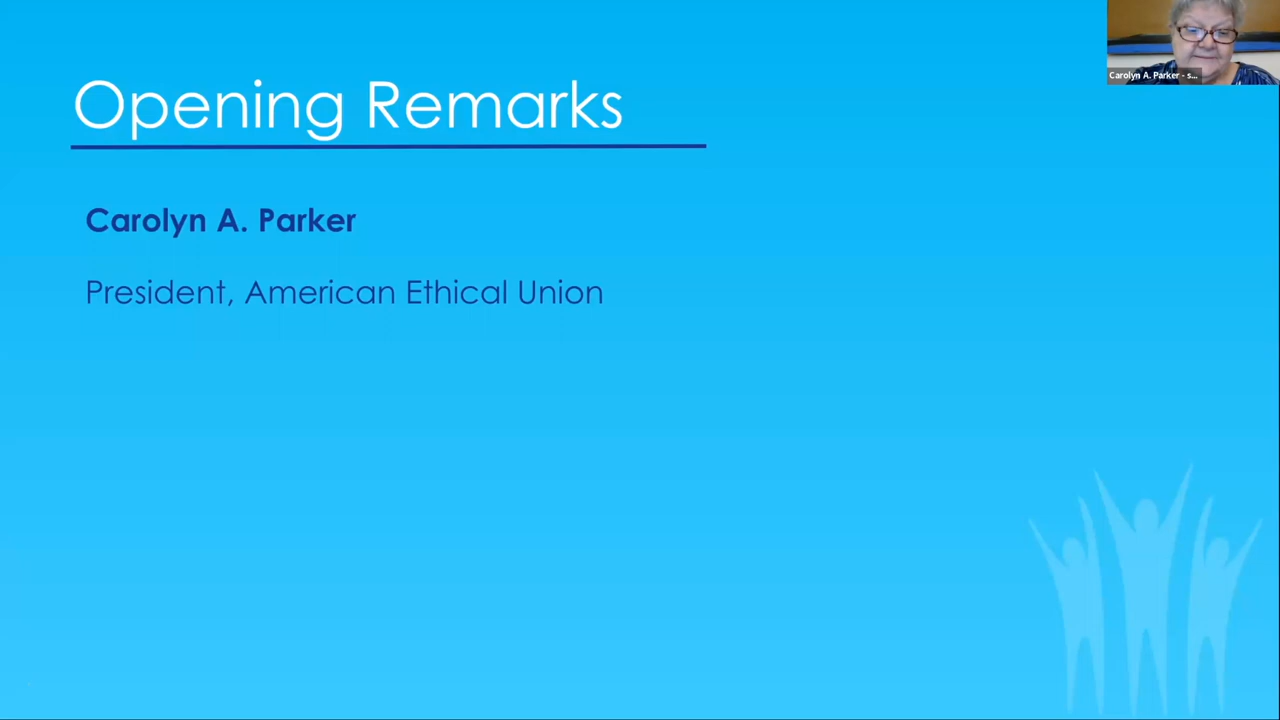 Opening Remarks
Carolyn A. Parker
President, American Ethical Union
Carolyn A. Parker - s...